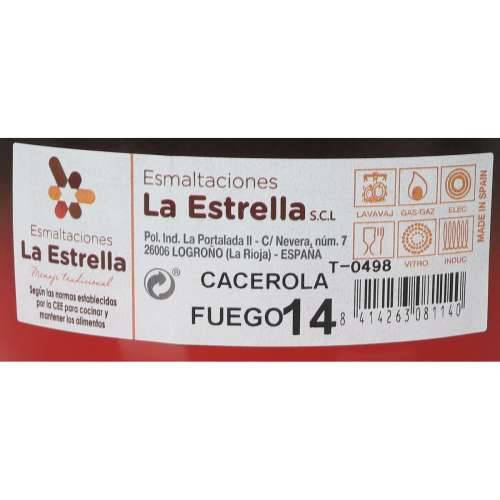 Esmaltaciones
La Estrella
Menaje tradicional
Según las normas establecidas
por la CEE para cocinar y
mantener los alimentos
Esmaltaciones
La Estrella S.C.L
Pol. Ind. La Portalada II - C/ Nevera, núm. 7
26006 LOGROÑO (La Rioja) - ESPAÑA
T-0498
CACEROLA
FUEGO 14
LAVAVAJ GAS-GAZ ELEC
VITRO INDUC
MADE IN SPAIN
8 414263 081140